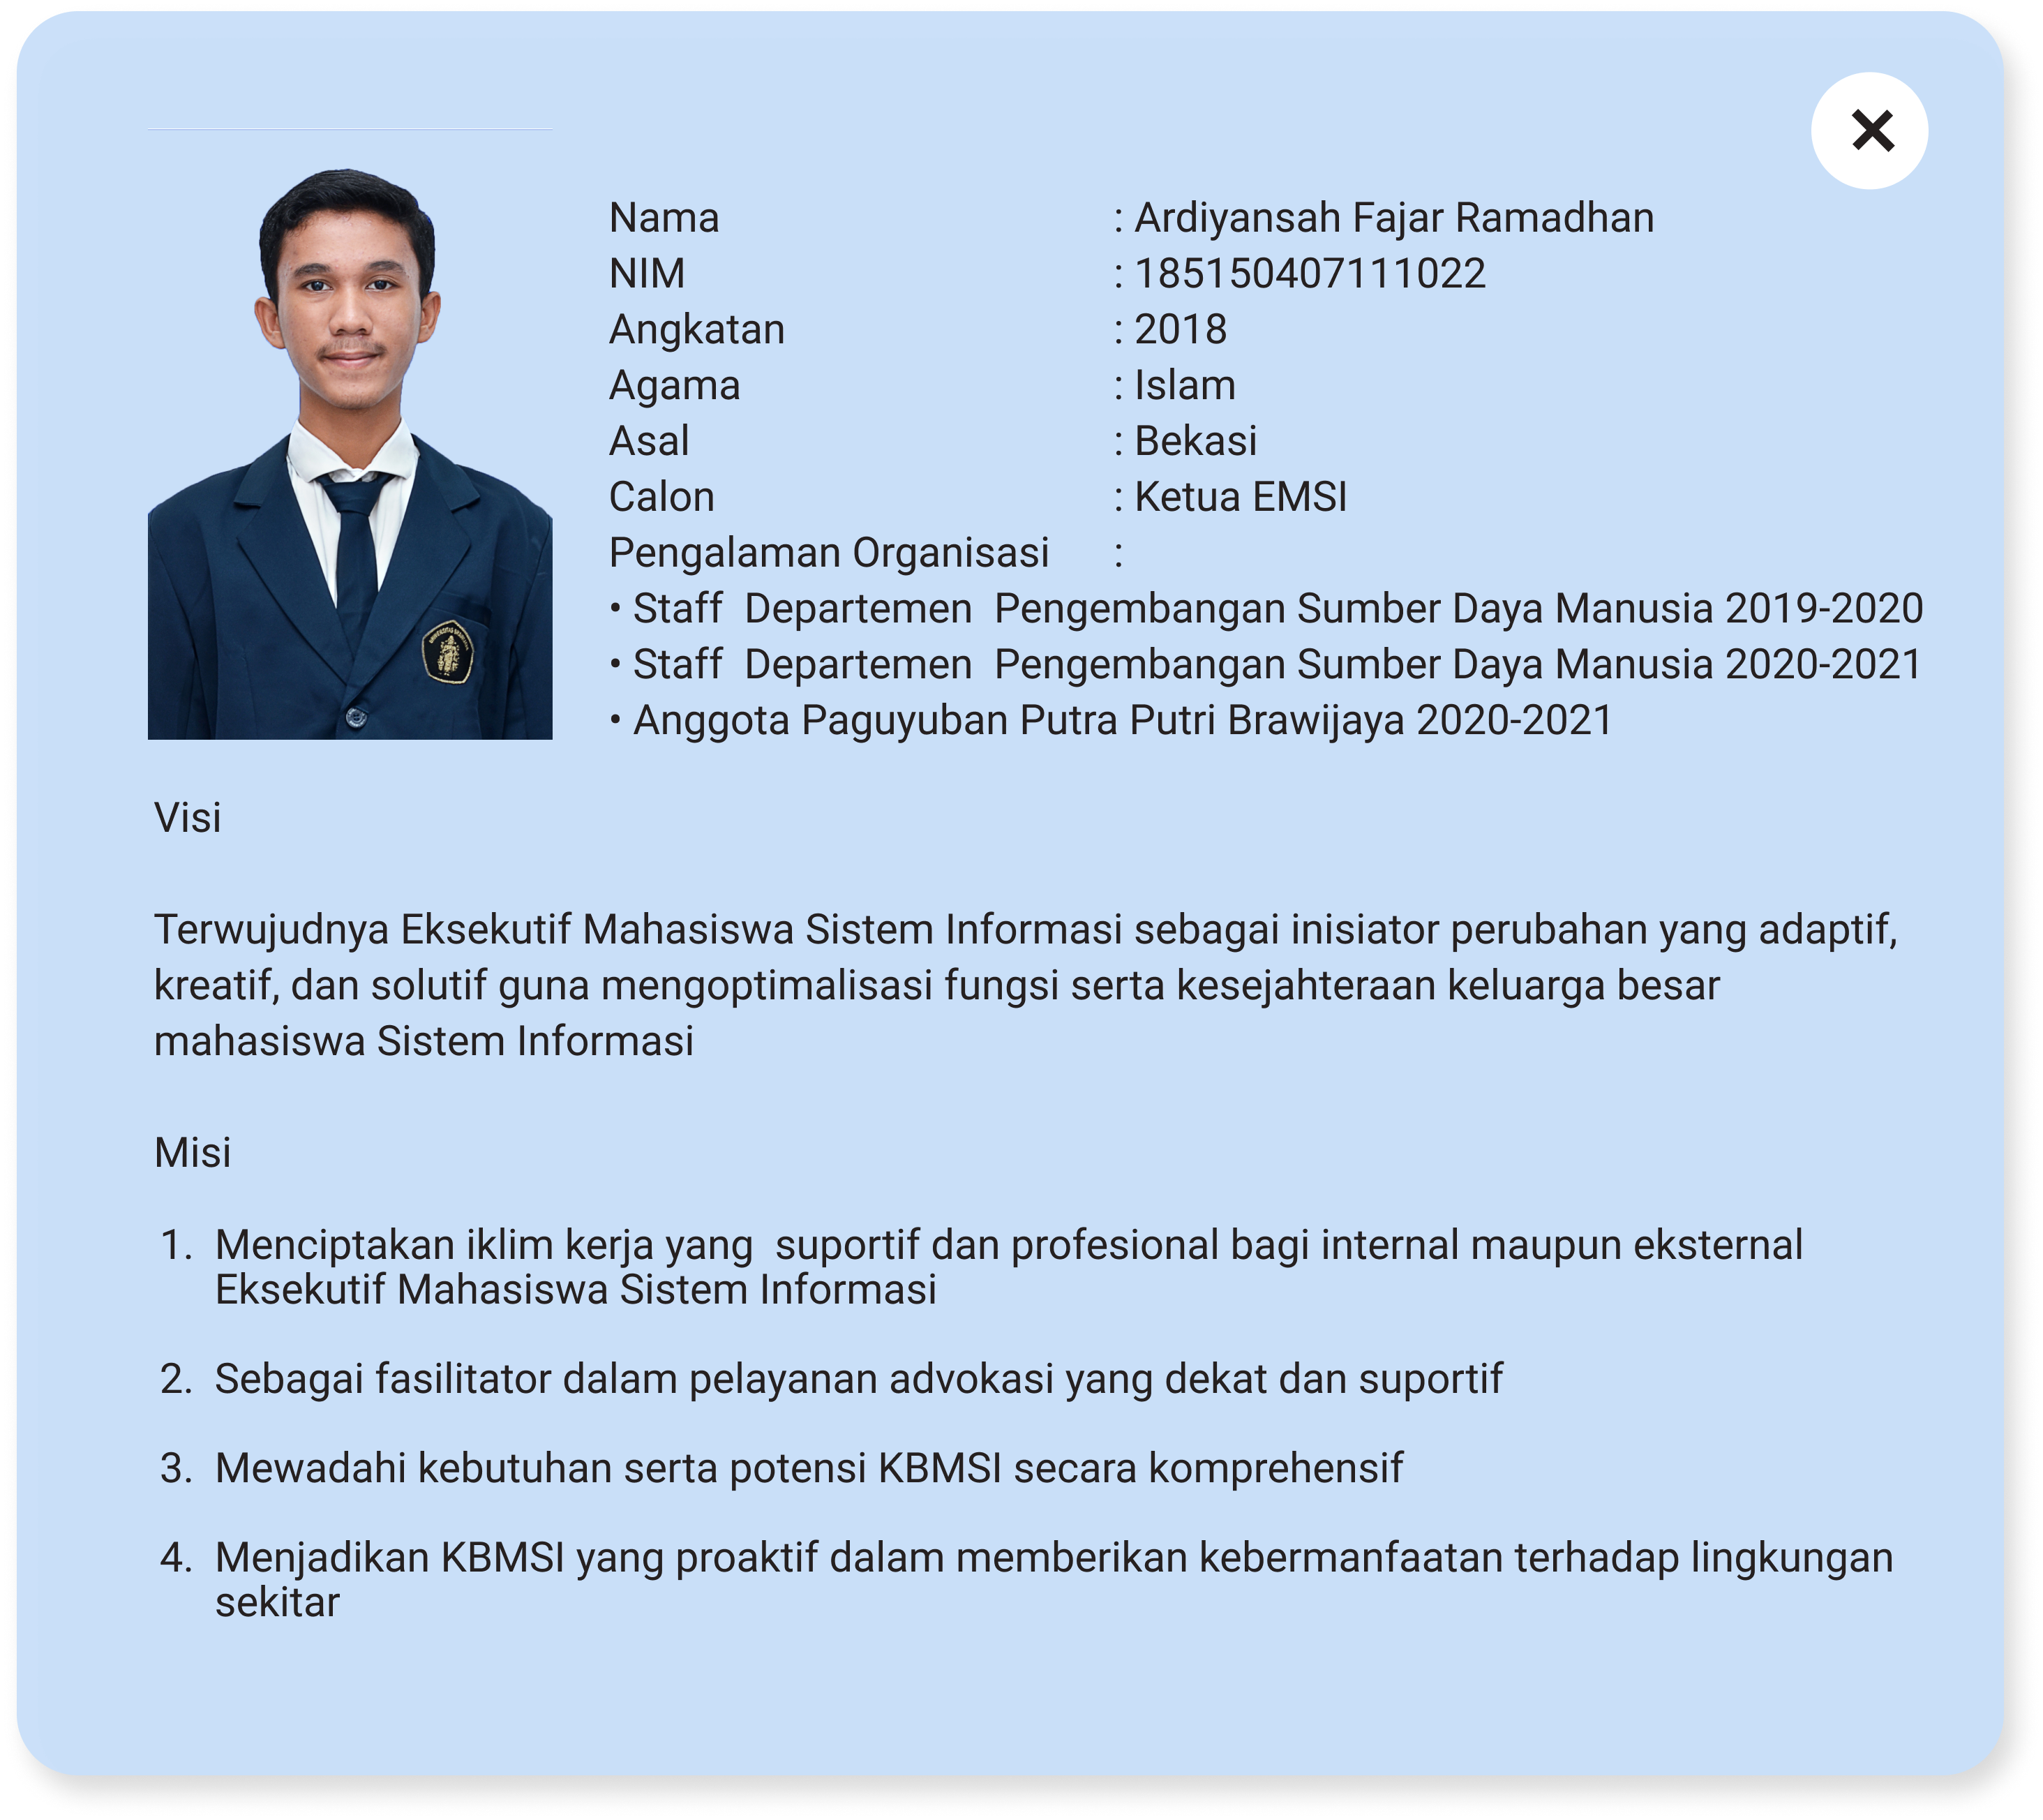 Nama : Ardiyansah Fajar Ramadhan
NIM : 185150407111022
Angkatan : 2018
Agama : Islam
Asal : Bekasi
Calon : Ketua EMSI
Pengalaman Organisasi :
• Staff Departemen Pengembangan Sumber Daya Manusia 2019-2020
• Staff Departemen Pengembangan Sumber Daya Manusia 2020-2021
• Anggota Paguyuban Putra Putri Brawijaya 2020-2021
Visi
Terwujudnya Eksekutif Mahasiswa Sistem Informasi sebagai inisiator perubahan yang adaptif,
kreatif, dan solutif guna mengoptimalisasi fungsi serta kesejahteraan keluarga besar
mahasiswa Sistem Informasi
Misi
1. Menciptakan iklim kerja yang suportif dan profesional bagi internal maupun eksternal
Eksekutif Mahasiswa Sistem Informasi
2. Sebagai fasilitator dalam pelayanan advokasi yang dekat dan suportif
3. Mewadahi kebutuhan serta potensi KBMSI secara komprehensif
4. Menjadikan KBMSI yang proaktif dalam memberikan kebermanfaatan terhadap lingkungan
sekitar